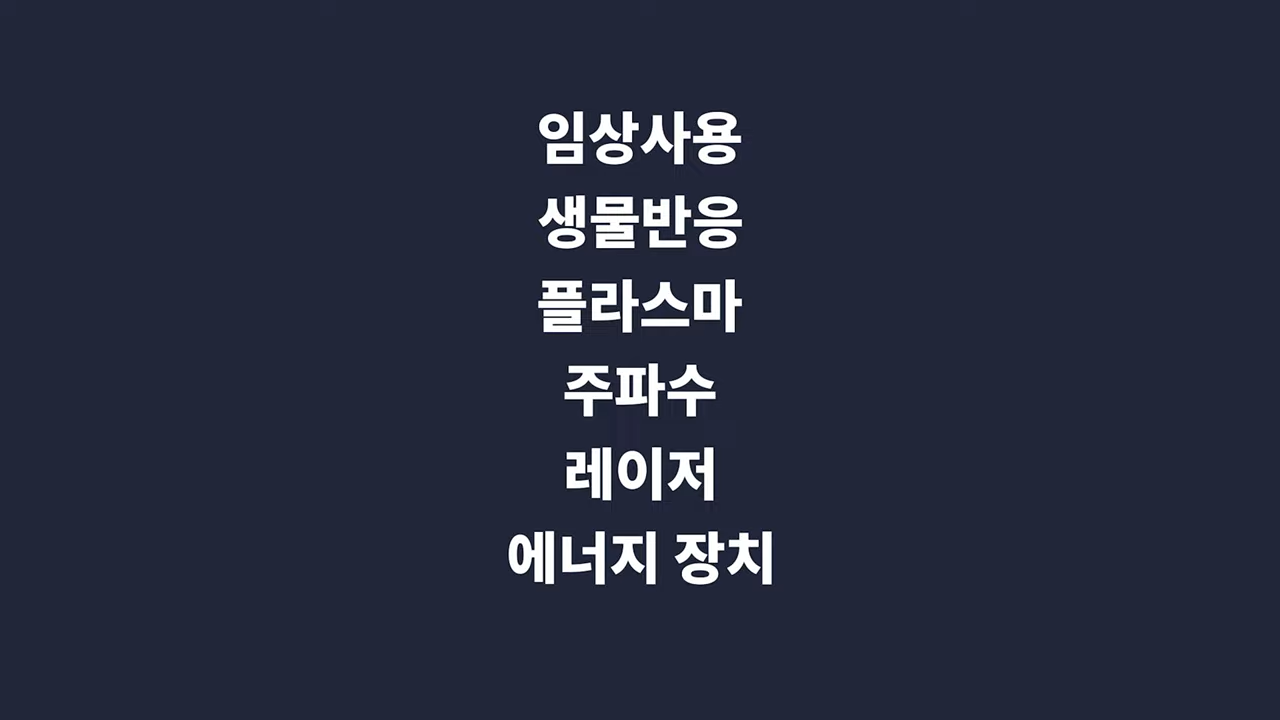 임상사용
생물반응
플라스마
주파수
레이저
에너지 장치